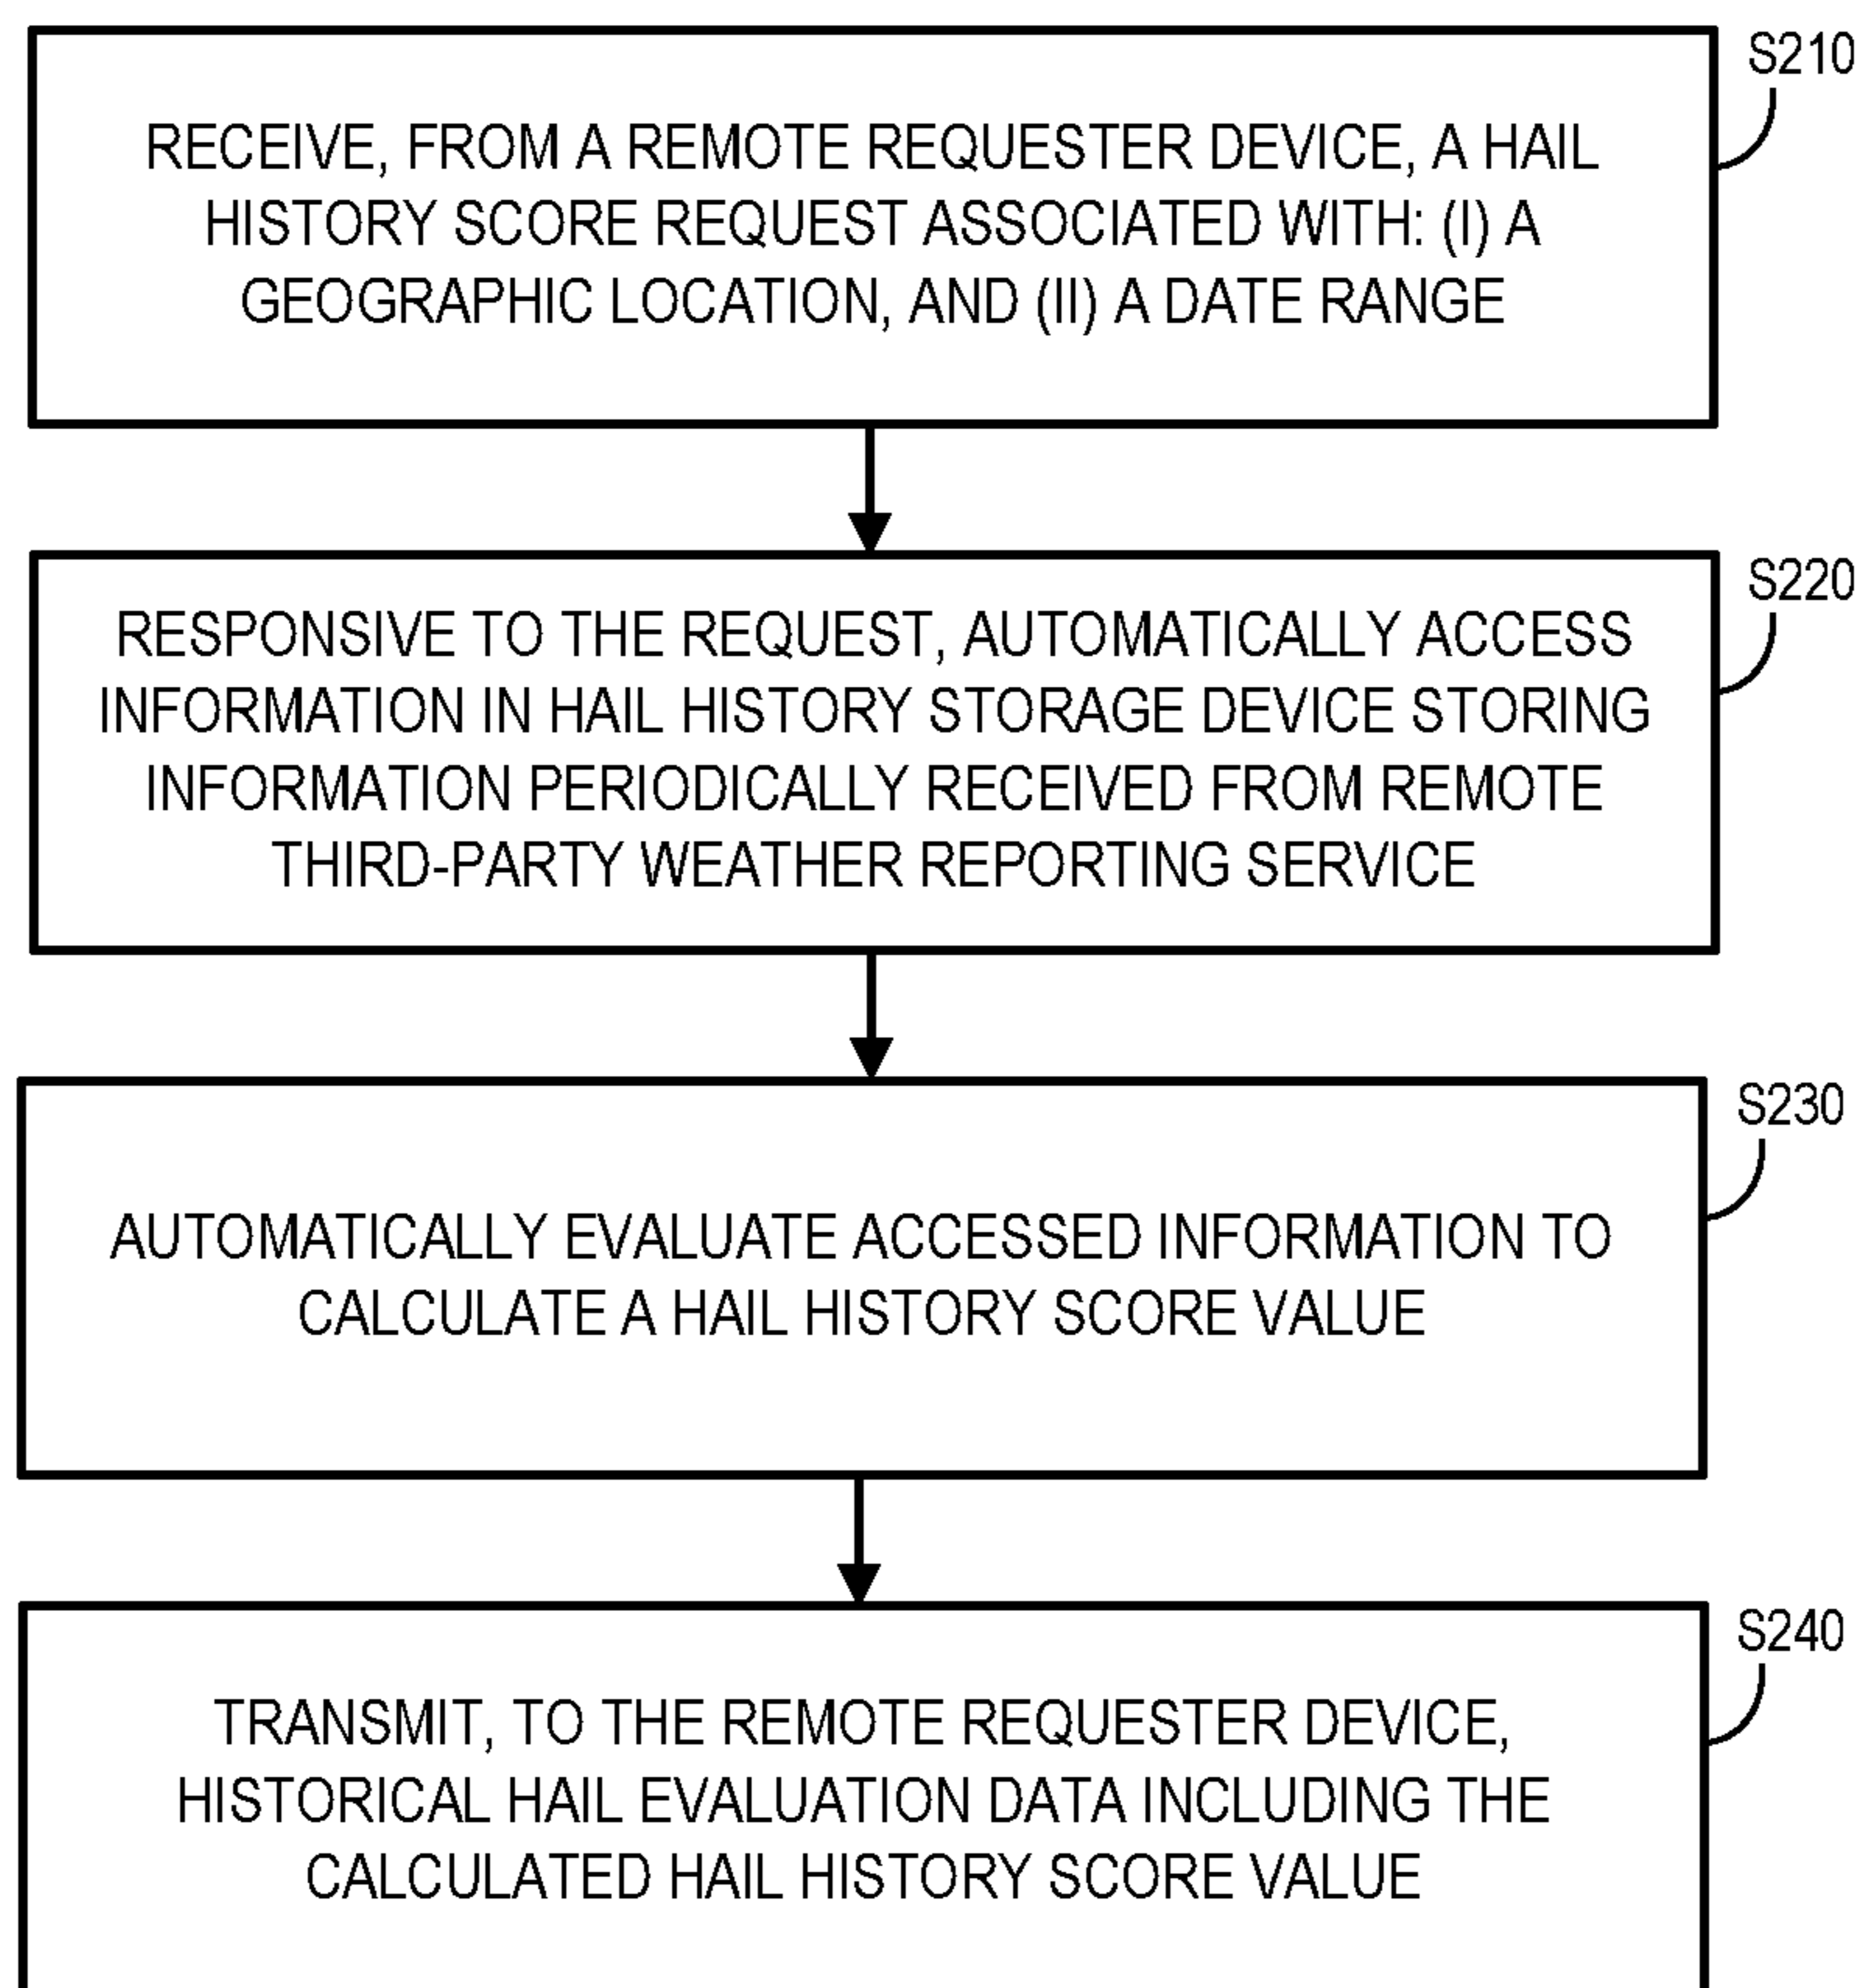 S210
RECEIVE, FROM A REMOTE REQUESTER DEVICE, A HAIL
HISTORY SCORE REQUEST ASSOCIATED WITH: (I) A
GEOGRAPHIC LOCATION, AND (II) A DATE RANGE
S220
RESPONSIVE TO THE REQUEST, AUTOMATICALLY ACCESS
INFORMATION IN HAIL HISTORY STORAGE DEVICE STORING
INFORMATION PERIODICALLY RECEIVED FROM REMOTE
THIRD-PARTY WEATHER REPORTING SERVICE
S230
AUTOMATICALLY EVALUATE ACCESSED INFORMATION TO
CALCULATE A HAIL HISTORY SCORE VALUE
S240
TRANSMIT, TO THE REMOTE REQUESTER DEVICE,
HISTORICAL HAIL EVALUATION DATA INCLUDING THE
CALCULATED HAIL HISTORY SCORE VALUE